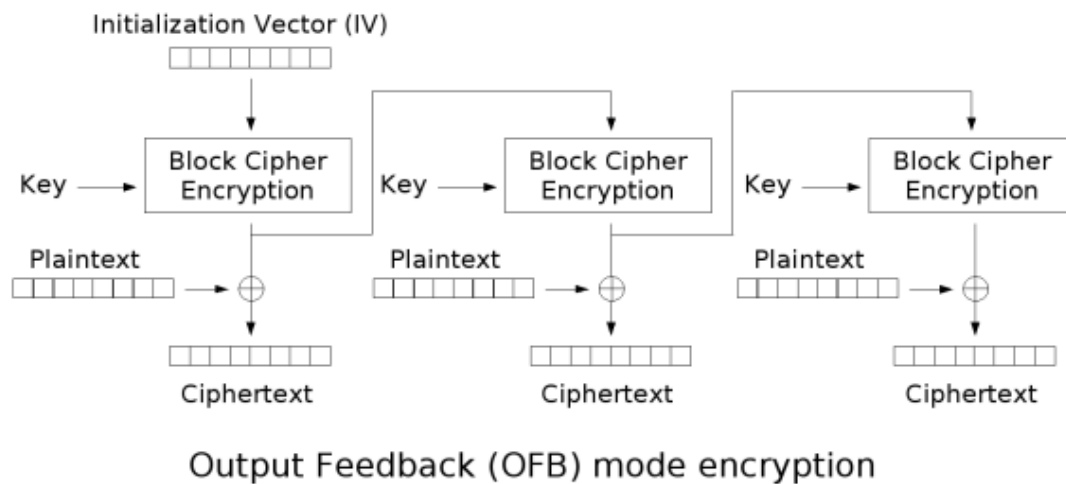 Initialization Vector (IV)
Block Cipher
Encryption
Key
Block Cipher
Encryption
Key
Block Cipher
Encryption
Key
Plaintext
Plaintext
Plaintext
Ciphertext
Ciphertext
Ciphertext
Output Feedback (OFB) mode encryption